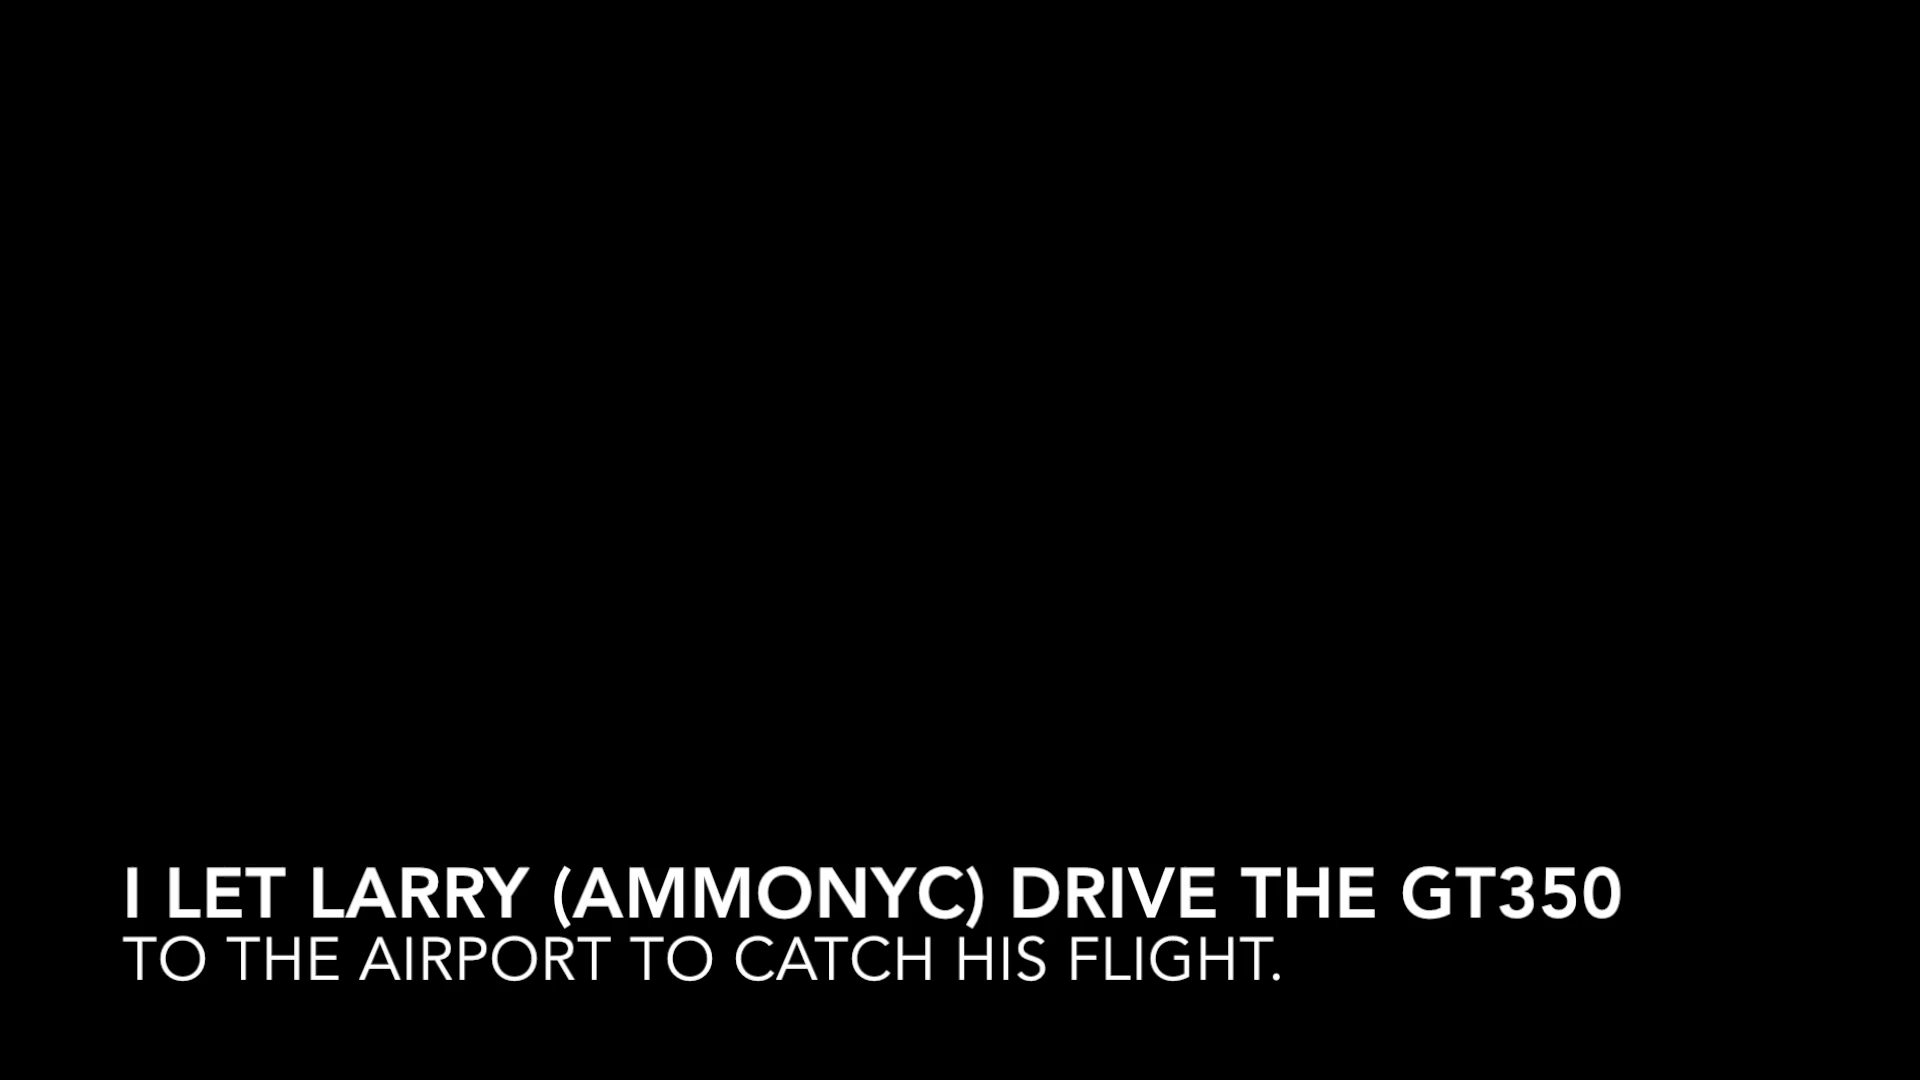 I LET LARRY (AMMONYC) DRIVE THE GT350
TO THE AIRPORT TO CATCH HIS FLIGHT.